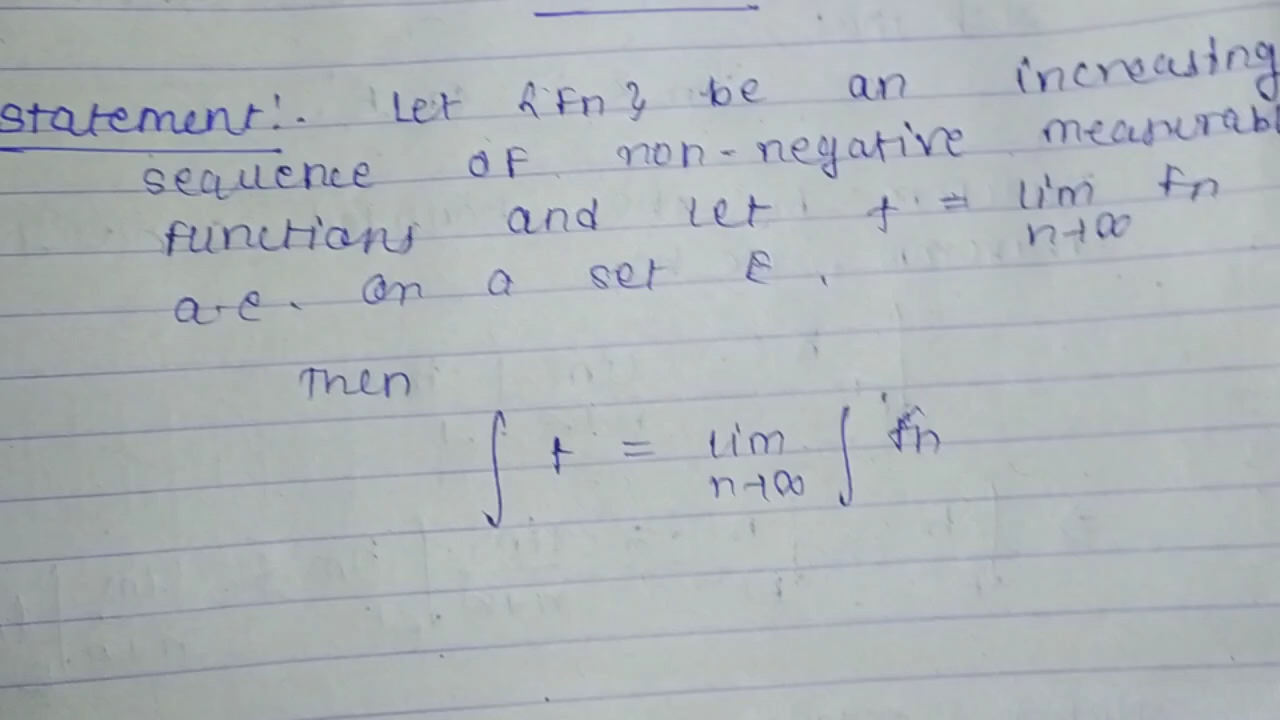 Statement:- Let {fn} be an increasing
sequence of non-negative measurabl
functions and let f = lim fn
n→∞
a.e. on a set E.
Then
∫ f = lim ∫ fn
n→∞